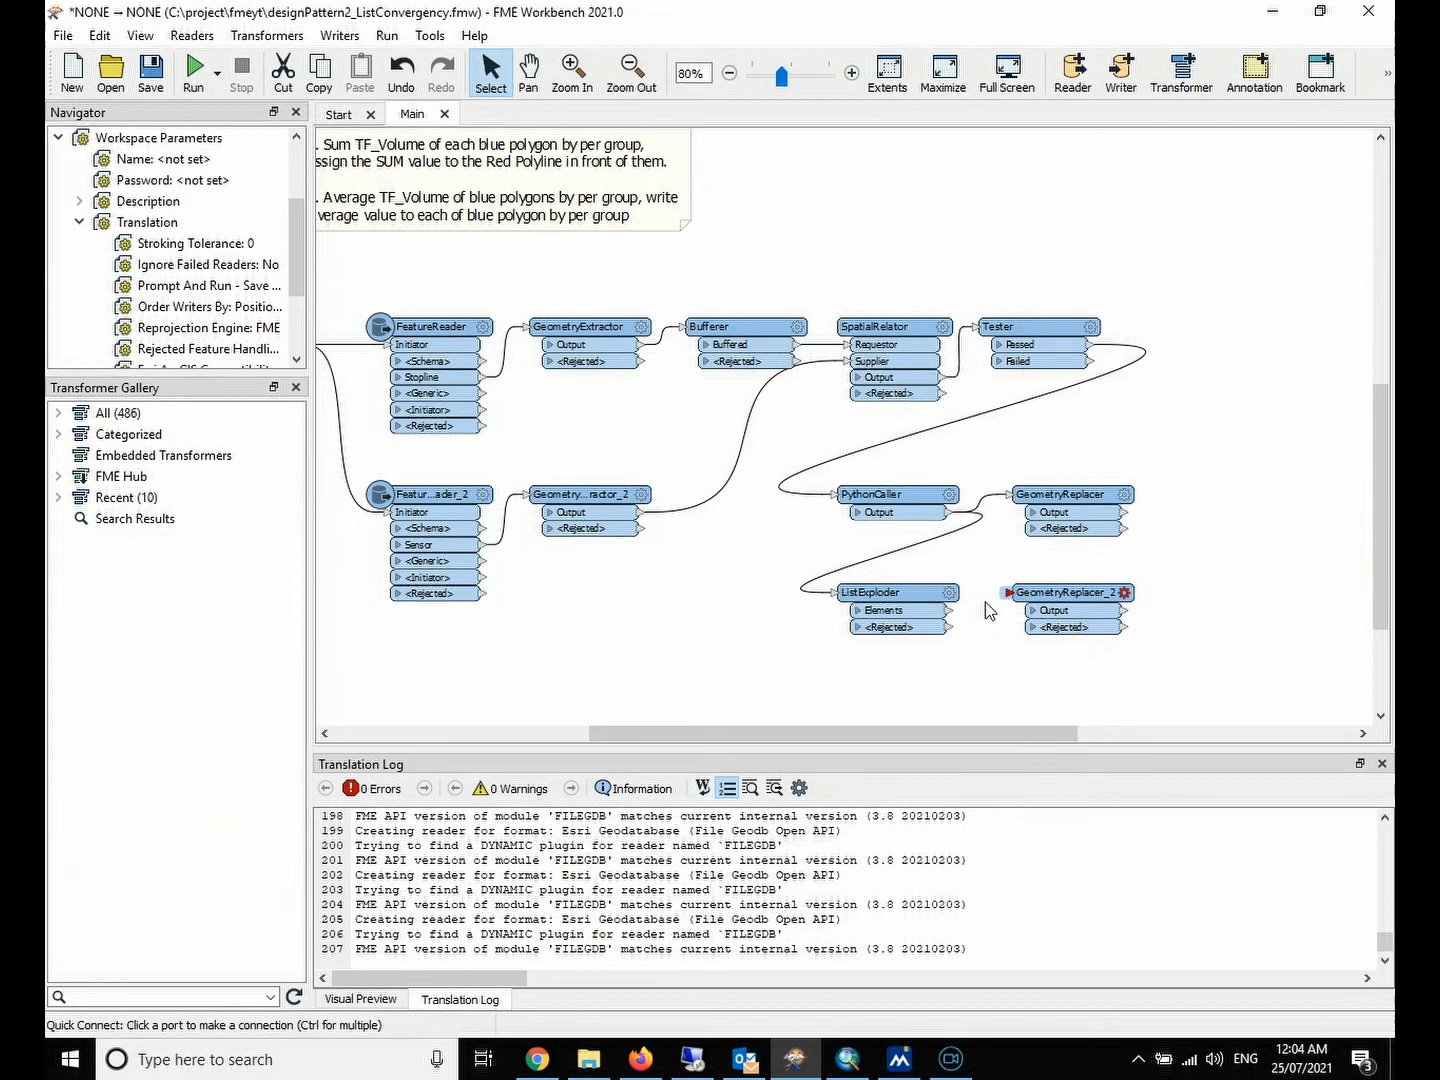 *NONE → NONE (C:\project\fmeyt\designPattern2_ListConvergency.fmw) - FME Workbench 2021.0
File Edit View Readers Transformers Writers Run Tools Help
New Open Save Run Stop Cut Copy Paste Undo Redo Select Pan Zoom In Zoom Out 80% Extents Maximize Full Screen Reader Writer Transformer Annotation Bookmark »
Navigator
Workspace Parameters
Name: <not set>
Password: <not set>
Description
Translation
Stroking Tolerance: 0
Ignore Failed Readers: No
Prompt And Run - Save ...
Order Writers By: Positio...
Reprojection Engine: FME
Rejected Feature Handli...
Transformer Gallery
All (486)
Categorized
Embedded Transformers
FME Hub
Recent (10)
Search Results
Start Main
. Sum TF_Volume of each blue polygon by per group,
ssign the SUM value to the Red Polyline in front of them.
. Average TF_Volume of blue polygons by per group, write
verage value to each of blue polygon by per group
FeatureReader
Initiator
<Schema>
Stopline
<Generic>
<Initiator>
<Rejected>
GeometryExtractor
Output
<Rejected>
Bufferer
Buffered
<Rejected>
SpatialRelator
Requestor
Supplier
Output
<Rejected>
Tester
Passed
Failed
Featur...ader_2
Initiator
<Schema>
Sensor
<Generic>
<Initiator>
<Rejected>
Geometry...ractor_2
Output
<Rejected>
PythonCaller
Output
GeometryReplacer
Output
<Rejected>
ListExploder
Elements
<Rejected>
GeometryReplacer_2
Output
<Rejected>
Translation Log
0 Errors 0 Warnings Information
198 FME API version of module 'FILEGDB' matches current internal version (3.8 20210203)
199 Creating reader for format: Esri Geodatabase (File Geodb Open API)
200 Trying to find a DYNAMIC plugin for reader named `FILEGDB'
201 FME API version of module 'FILEGDB' matches current internal version (3.8 20210203)
202 Creating reader for format: Esri Geodatabase (File Geodb Open API)
203 Trying to find a DYNAMIC plugin for reader named `FILEGDB'
204 FME API version of module 'FILEGDB' matches current internal version (3.8 20210203)
205 Creating reader for format: Esri Geodatabase (File Geodb Open API)
206 Trying to find a DYNAMIC plugin for reader named `FILEGDB'
207 FME API version of module 'FILEGDB' matches current internal version (3.8 20210203)
Visual Preview Translation Log
Quick Connect: Click a port to make a connection (Ctrl for multiple)
Type here to search
ENG
12:04 AM
25/07/2021
3